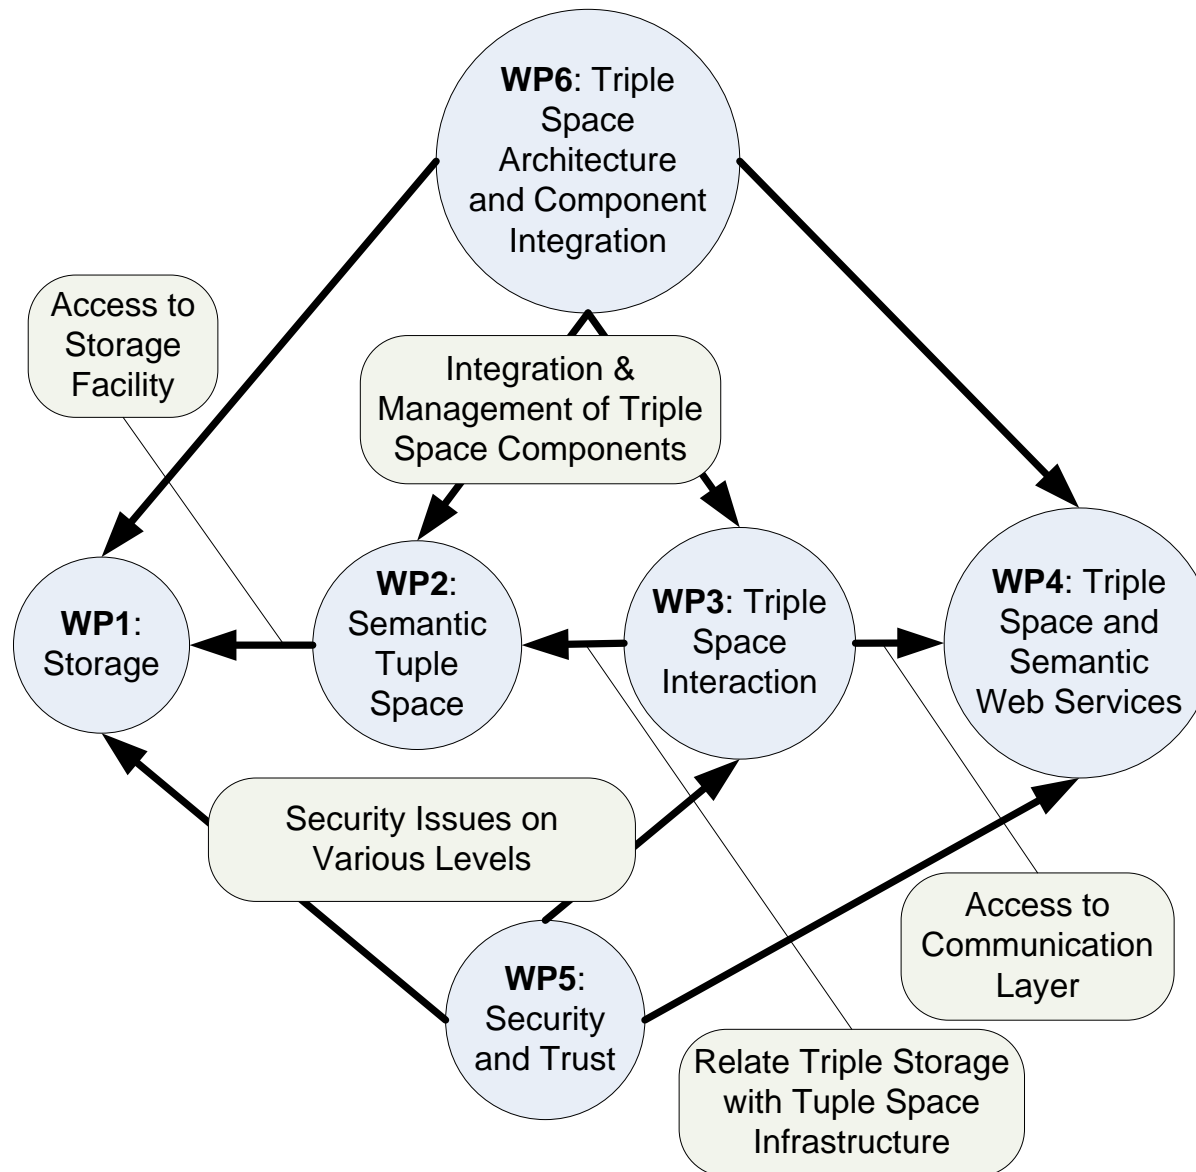 WP6: Triple
Space
Architecture
and Component
Integration
Access to
Storage
Facility
Integration &
Management of Triple
Space Components
WP1:
Storage
WP2:
Semantic
Tuple
Space
WP3: Triple
Space
Interaction
WP4: Triple
Space and
Semantic
Web Services
Security Issues on
Various Levels
WP5:
Security
and Trust
Access to
Communication
Layer
Relate Triple Storage
with Tuple Space
Infrastructure